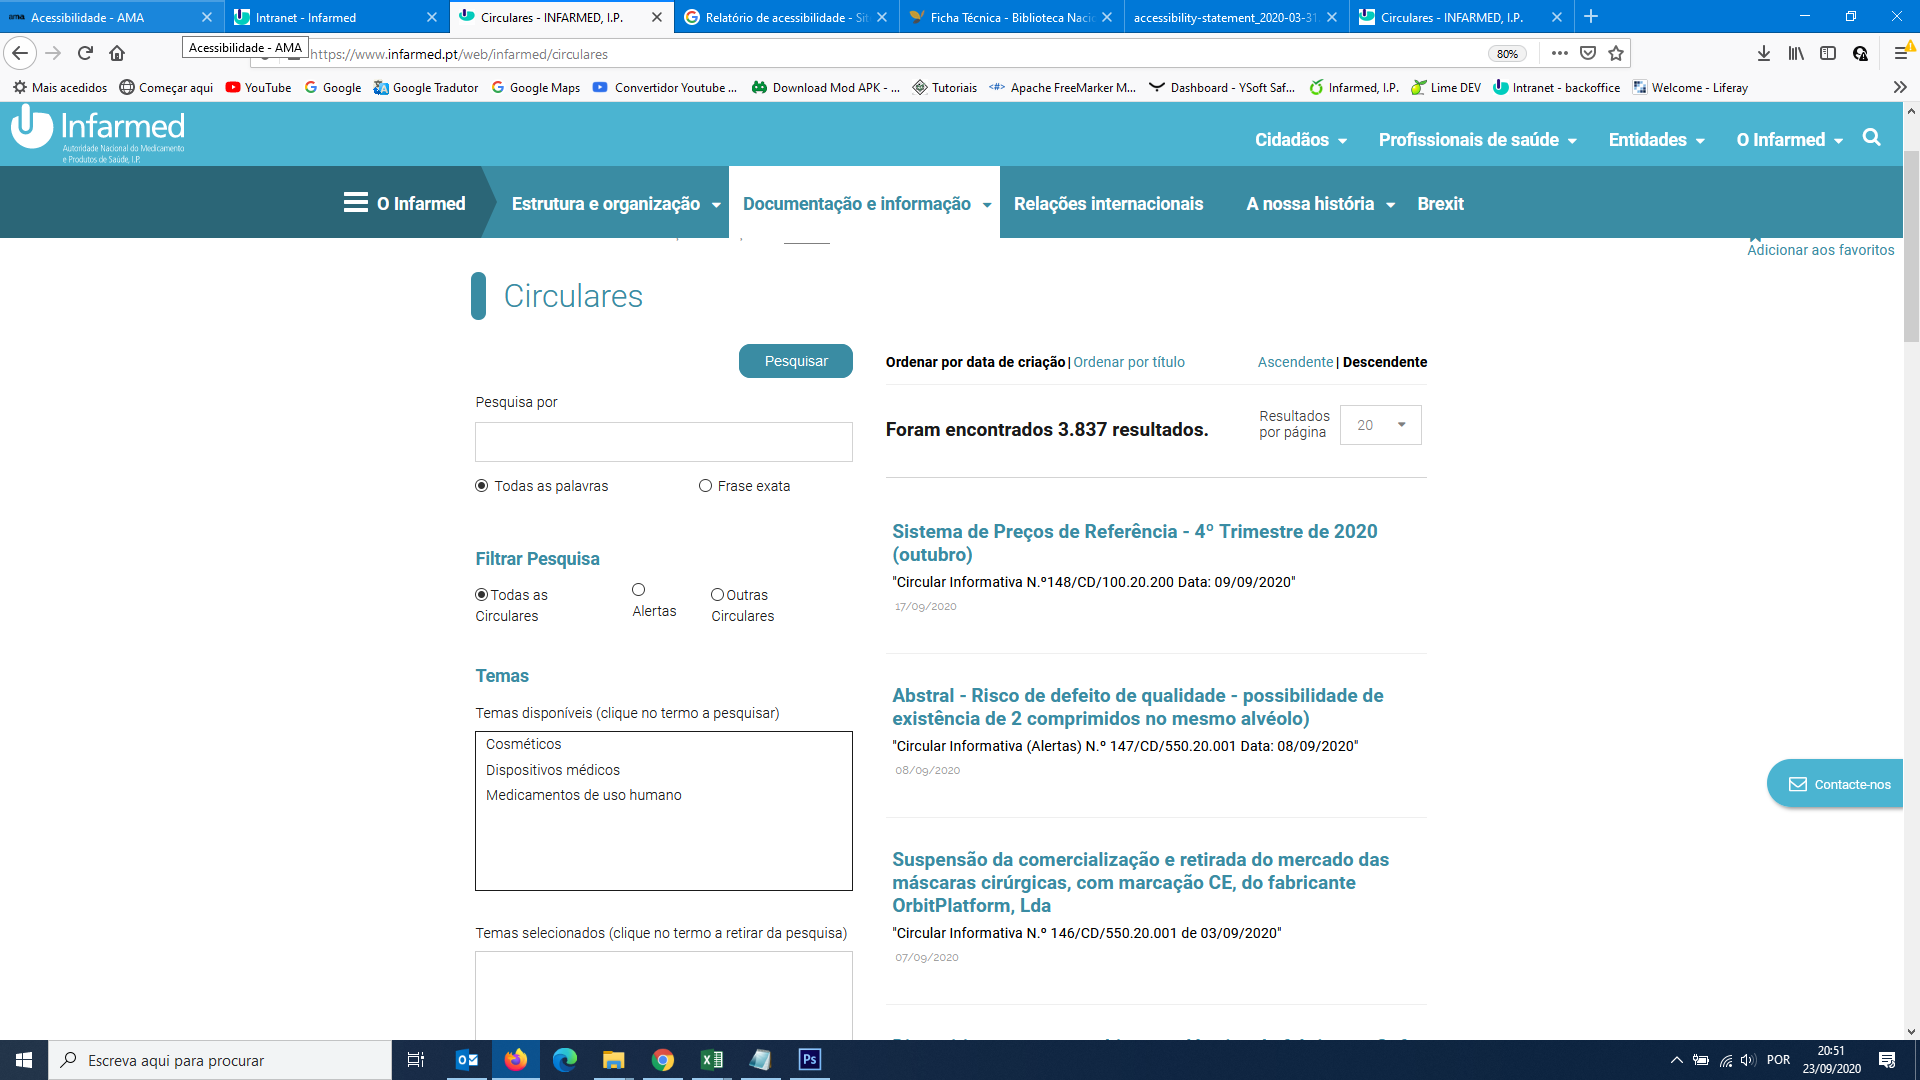 Acessibilidade - AMA
Intranet - Infarmed
Circulares - INFARMED, I.P.
Relatório de acessibilidade - Sit
Ficha Técnica - Biblioteca Nacio
accessibility-statement_2020-03-31
Circulares - INFARMED, I.P.
Acessibilidade - AMA
https://www.infarmed.pt/web/infarmed/circulares
80%
Mais acedidos
Começar aqui
YouTube
Google
Google Tradutor
Google Maps
Convertidor Youtube ...
Download Mod APK - ...
Tutoriais
Apache FreeMarker M...
Dashboard - YSoft Saf...
Infarmed, I.P.
Lime DEV
Intranet - backoffice
Welcome - Liferay
Infarmed
Autoridade Nacional do Medicamento
e Produtos de Saúde, I.P.
Cidadãos
Profissionais de saúde
Entidades
O Infarmed
O Infarmed
Estrutura e organização
Documentação e informação
Relações internacionais
A nossa história
Brexit
Adicionar aos favoritos
Circulares
Pesquisar
Pesquisa por
Todas as palavras
Frase exata
Filtrar Pesquisa
Todas as Circulares
Alertas
Outras Circulares
Temas
Temas disponíveis (clique no termo a pesquisar)
Cosméticos
Dispositivos médicos
Medicamentos de uso humano
Temas selecionados (clique no termo a retirar da pesquisa)
Ordenar por data de criação | Ordenar por título
Ascendente | Descendente
Foram encontrados 3.837 resultados.
Resultados
por página
20
Sistema de Preços de Referência - 4º Trimestre de 2020
(outubro)
"Circular Informativa N.º148/CD/100.20.200 Data: 09/09/2020"
17/09/2020
Abstral - Risco de defeito de qualidade - possibilidade de
existência de 2 comprimidos no mesmo alvéolo)
"Circular Informativa (Alertas) N.º 147/CD/550.20.001 Data: 08/09/2020"
08/09/2020
Suspensão da comercialização e retirada do mercado das
máscaras cirúrgicas, com marcação CE, do fabricante
OrbitPlatform, Lda
"Circular Informativa N.º 146/CD/550.20.001 de 03/09/2020"
07/09/2020
Contacte-nos
Escreva aqui para procurar
Ps
POR
20:51
23/09/2020